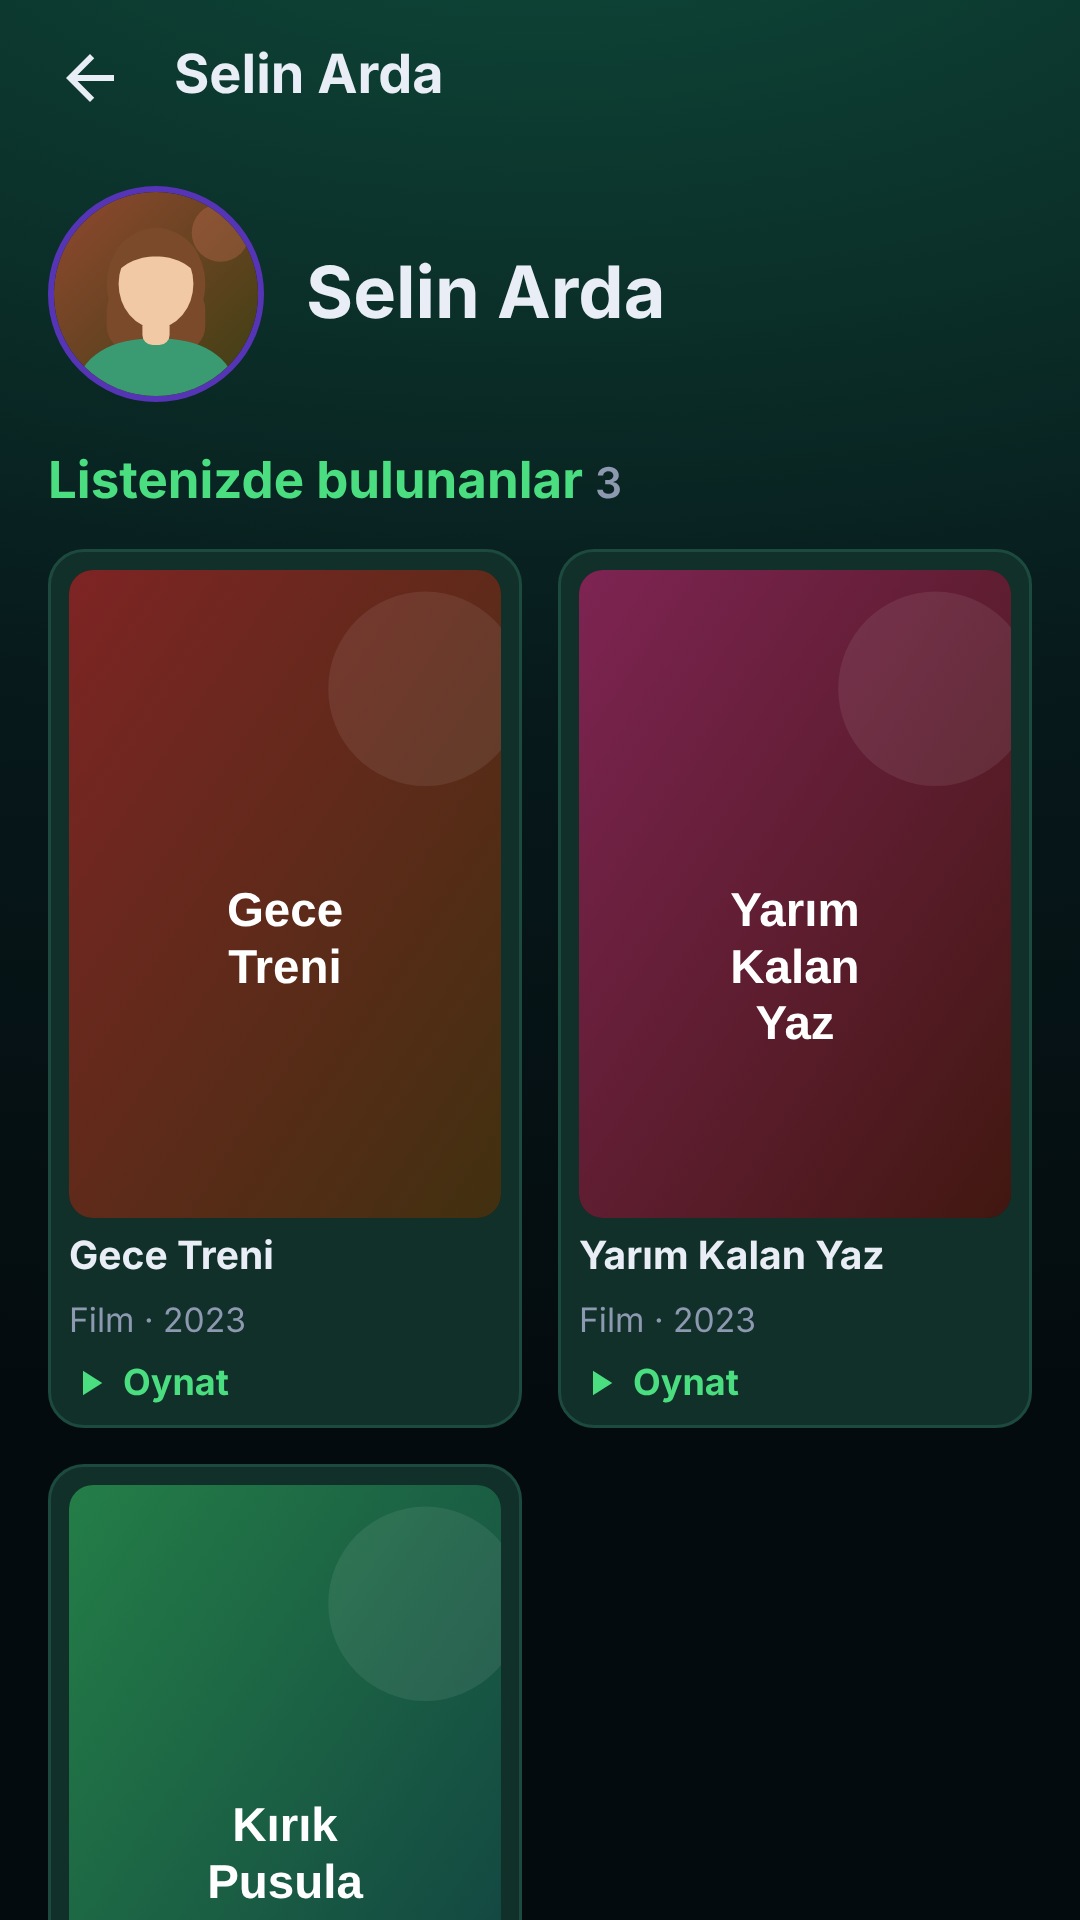 Selin Arda
Selin Arda
Listenizde bulunanlar 3
Gece
Treni
Gece Treni
Film · 2023
Oynat
Yarım
Kalan
Yaz
Yarım Kalan Yaz
Film · 2023
Oynat
Kırık
Pusula